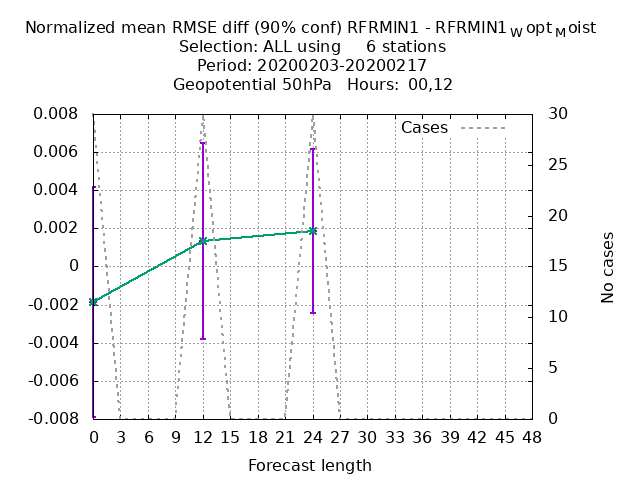 Normalized mean RMSE diff (90% conf) RFRMIN1 - RFRMIN1WoptMoist
Selection: ALL using     6 stations
Period: 20200203-20200217
Geopotential 50hPa   Hours:  00,12
Cases
0.008
0.006
0.004
0.002
0
-0.002
-0.004
-0.006
-0.008
30
25
20
15
10
5
0
No cases
0 3 6 9 12 15 18 21 24 27 30 33 36 39 42 45 48
Forecast length